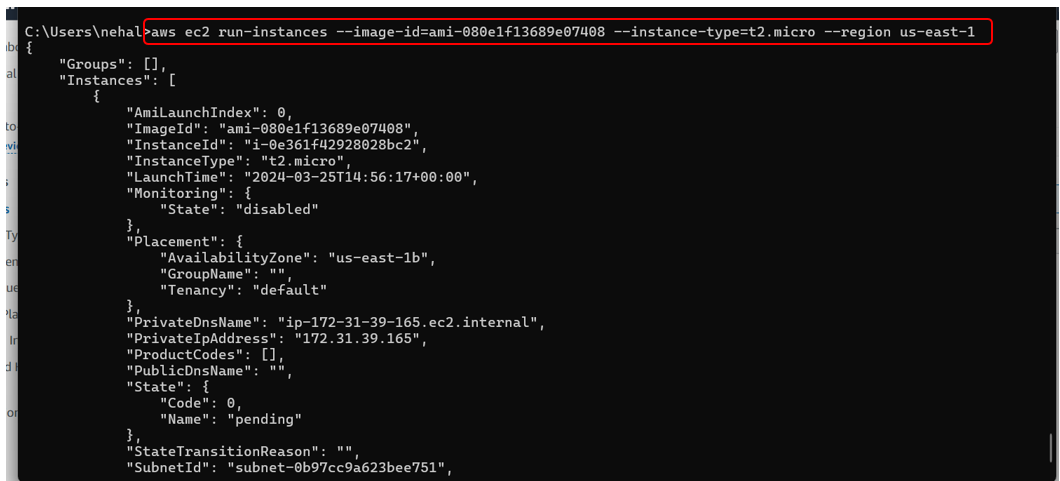 C:\Users\nehal>aws ec2 run-instances --image-id=ami-080e1f13689e07408 --instance-type=t2.micro --region us-east-1
{
    "Groups": [],
    "Instances": [
        {
            "AmiLaunchIndex": 0,
            "ImageId": "ami-080e1f13689e07408",
            "InstanceId": "i-0e361f42928028bc2",
            "InstanceType": "t2.micro",
            "LaunchTime": "2024-03-25T14:56:17+00:00",
            "Monitoring": {
                "State": "disabled"
            },
            "Placement": {
                "AvailabilityZone": "us-east-1b",
                "GroupName": "",
                "Tenancy": "default"
            },
            "PrivateDnsName": "ip-172-31-39-165.ec2.internal",
            "PrivateIpAddress": "172.31.39.165",
            "ProductCodes": [],
            "PublicDnsName": "",
            "State": {
                "Code": 0,
                "Name": "pending"
            },
            "StateTransitionReason": "",
            "SubnetId": "subnet-0b97cc9a623bee751",